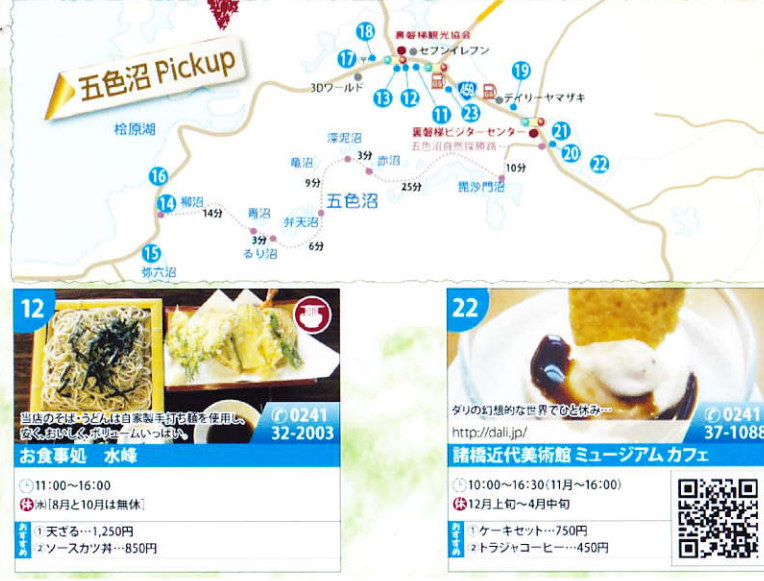 五色沼 Pickup
裏磐梯観光協会
セブンイレブン
18
17
〒
3Dワールド
13
12
11
23
459
19
デイリーヤマザキ
裏磐梯ビジターセンター
五色沼自然探勝路
21
20
22
桧原湖
深泥沼
3分
赤沼
竜沼
9分
25分
10分
毘沙門沼
五色沼
16
14
柳沼
14分
青沼
弁天沼
3分
るり沼
6分
15
弥六沼
12
当店のそば・うどんは自家製手打ち麺を使用し、
安く、おいしく、ボリュームいっぱい。
0241
32-2003
お食事処 水峰
11:00～16:00
休 水[8月と10月は無休]
おすすめ
①天ざる…1,250円
②ソースカツ丼…850円
22
ダリの幻想的な世界でひと休み…
http://dali.jp/
0241
37-1088
諸橋近代美術館 ミュージアム カフェ
10:00～16:30(11月～16:00)
休 12月上旬～4月中旬
おすすめ
①ケーキセット…750円
②トラジャコーヒー…450円